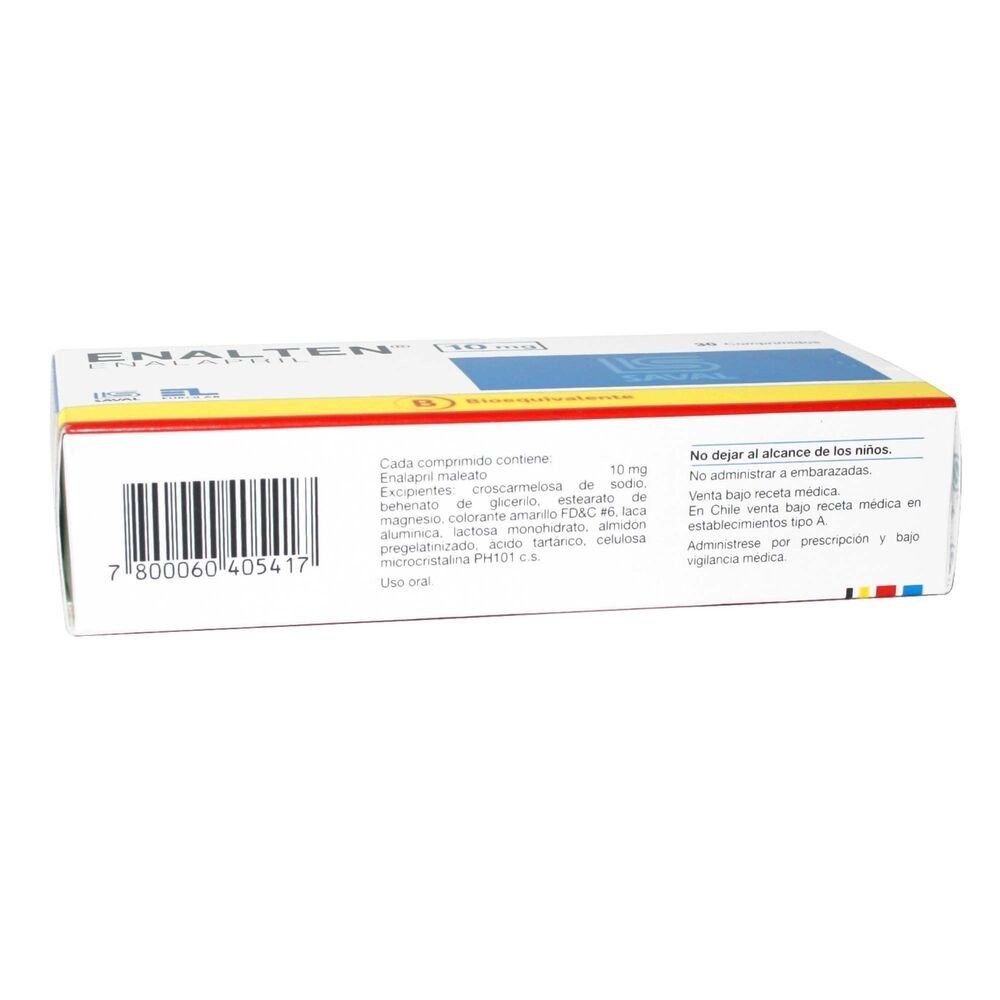 ENALTEN® 10 mg
ENALAPRIL
30 Comprimidos
SAVAL
SAVAL
B Bioequivalente
7 800060 405417
Cada comprimido contiene:
Enalapril maleato 10 mg
Excipientes: croscarmelosa de sodio,
behenato de glicerilo, estearato de
magnesio, colorante amarillo FD&C #6, laca
alumínica, lactosa monohidrato, almidón
pregelatinizado, ácido tartárico, celulosa
microcristalina PH101 c.s.
Uso oral.
No dejar al alcance de los niños.
No administrar a embarazadas.
Venta bajo receta médica.
En Chile venta bajo receta médica en
establecimientos tipo A.
Adminístrese por prescripción y bajo
vigilancia médica.